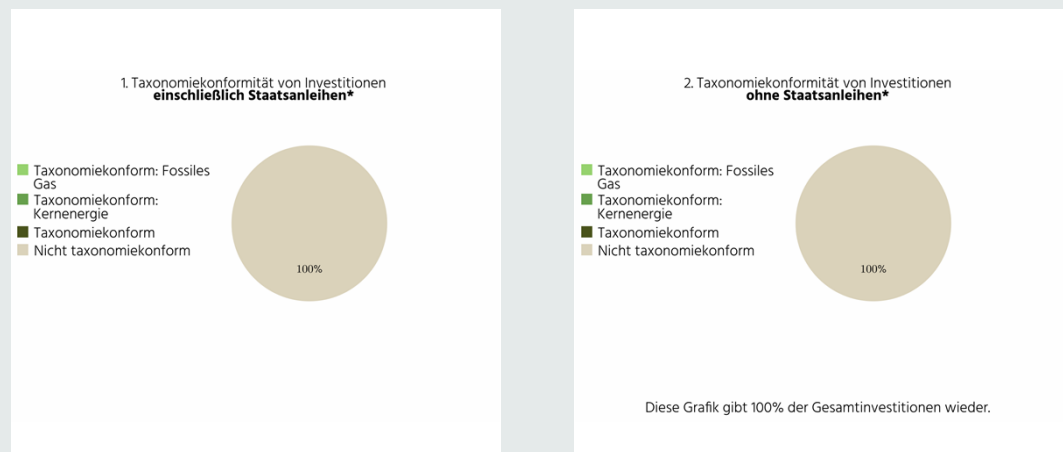 1. Taxonomiekonformität von Investitionen
einschließlich Staatsanleihen*
Taxonomiekonform: Fossiles
Gas
Taxonomiekonform:
Kernenergie
Taxonomiekonform
Nicht taxonomiekonform
100%
2. Taxonomiekonformität von Investitionen
ohne Staatsanleihen*
Taxonomiekonform: Fossiles
Gas
Taxonomiekonform:
Kernenergie
Taxonomiekonform
Nicht taxonomiekonform
100%
Diese Grafik gibt 100% der Gesamtinvestitionen wieder.